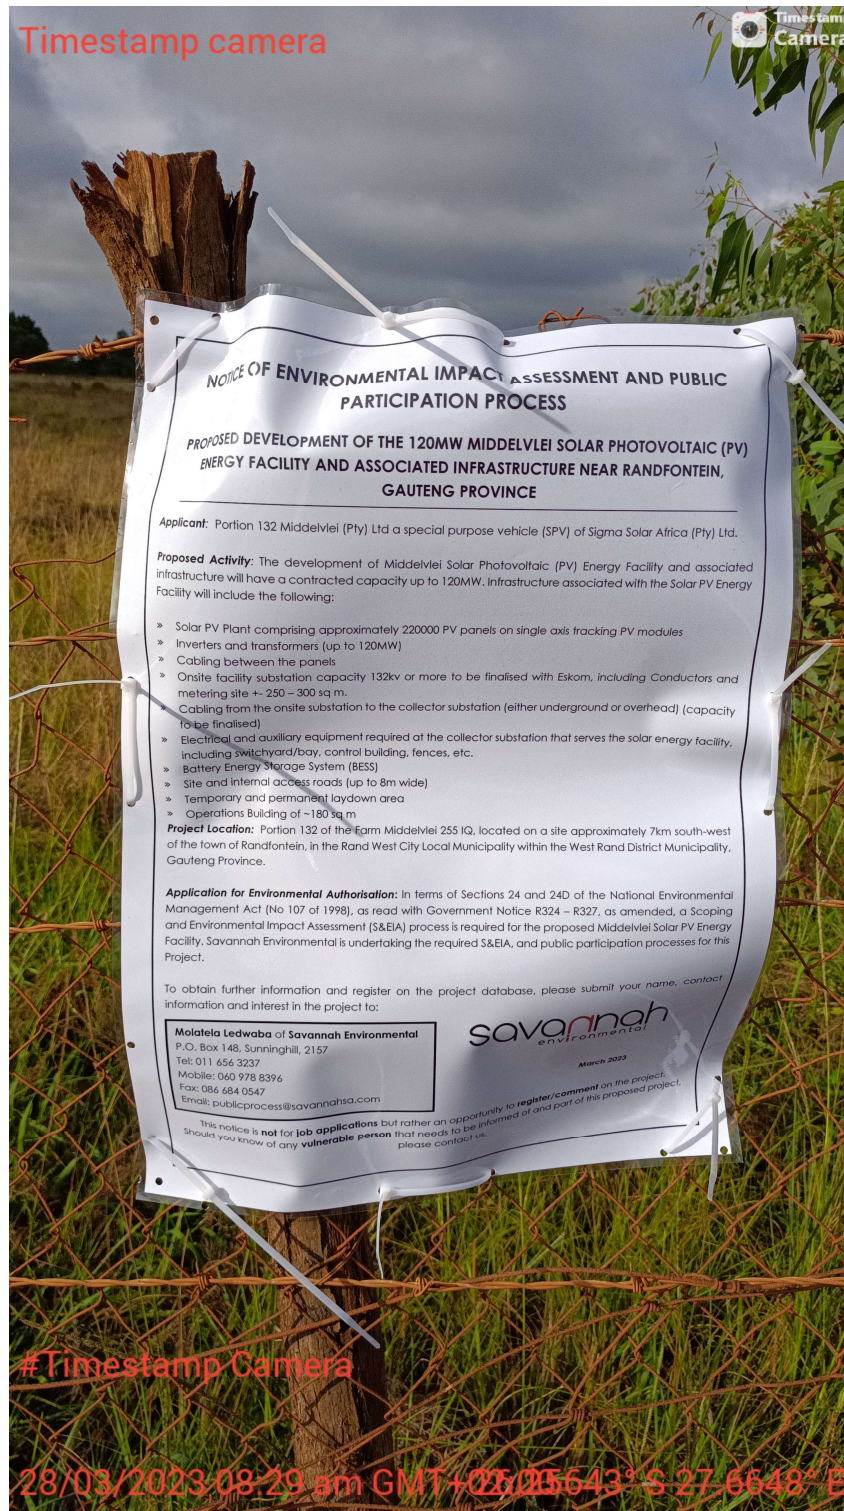 Timestamp camera
Timestam
Camera
NOTICE OF ENVIRONMENTAL IMPACT ASSESSMENT AND PUBLIC
PARTICIPATION PROCESS
PROPOSED DEVELOPMENT OF THE 120MW MIDDELVLEI SOLAR PHOTOVOLTAIC (PV)
ENERGY FACILITY AND ASSOCIATED INFRASTRUCTURE NEAR RANDFONTEIN,
GAUTENG PROVINCE
Applicant: Portion 132 Middelvlei (Pty) Ltd a special purpose vehicle (SPV) of Sigma Solar Africa (Pty) Ltd.
Proposed Activity: The development of Middelvlei Solar Photovoltaic (PV) Energy Facility and associated
infrastructure will have a contracted capacity up to 120MW. Infrastructure associated with the Solar PV Energy
Facility will include the following:
» Solar PV Plant comprising approximately 220000 PV panels on single axis tracking PV modules
» Inverters and transformers (up to 120MW)
» Cabling between the panels
» Onsite facility substation capacity 132kv or more to be finalised with Eskom, including Conductors and
metering site +- 250 – 300 sq m.
» Cabling from the onsite substation to the collector substation (either underground or overhead) (capacity
to be finalised)
» Electrical and auxiliary equipment required at the collector substation that serves the solar energy facility,
including switchyard/bay, control building, fences, etc.
» Battery Energy Storage System (BESS)
» Site and internal access roads (up to 8m wide)
» Temporary and permanent laydown area
» Operations Building of ~180 sq m
Project Location: Portion 132 of the Farm Middelvlei 255 IQ, located on a site approximately 7km south-west
of the town of Randfontein, in the Rand West City Local Municipality within the West Rand District Municipality,
Gauteng Province.
Application for Environmental Authorisation: In terms of Sections 24 and 24D of the National Environmental
Management Act (No 107 of 1998), as read with Government Notice R324 – R327, as amended, a Scoping
and Environmental Impact Assessment (S&EIA) process is required for the proposed Middelvlei Solar PV Energy
Facility. Savannah Environmental is undertaking the required S&EIA, and public participation processes for this
Project.
To obtain further information and register on the project database, please submit your name, contact
information and interest in the project to:
Molatela Ledwaba of Savannah Environmental
P.O. Box 148, Sunninghill, 2157
Tel: 011 656 3237
Mobile: 060 978 8396
Fax: 086 684 0547
Email: publicprocess@savannahsa.com
savannah
environmental
March 2023
This notice is not for job applications but rather an opportunity to register/comment on the project.
Should you know of any vulnerable person that needs to be informed of and part of this proposed project,
please contact us.
#Timestamp Camera
28/03/2023 08:29 am GMT+ S 27.6648° E